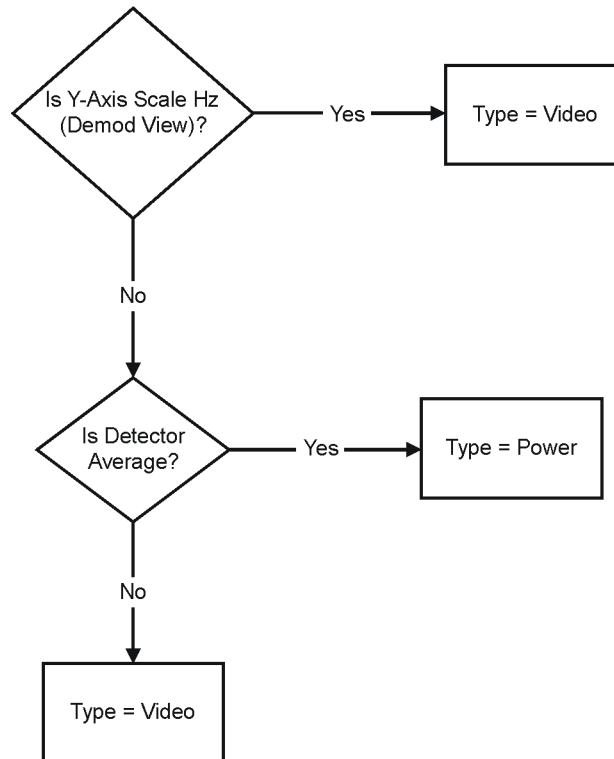 Is Y-Axis Scale Hz
(Demod View)?
Yes
Type = Video
No
Is Detector
Average?
Yes
Type = Power
No
Type = Video